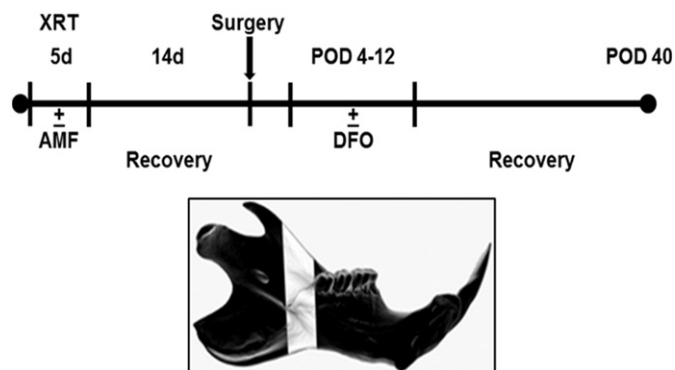 XRT
Surgery
5d
14d
POD 4-12
POD 40
±
AMF
±
DFO
Recovery
Recovery